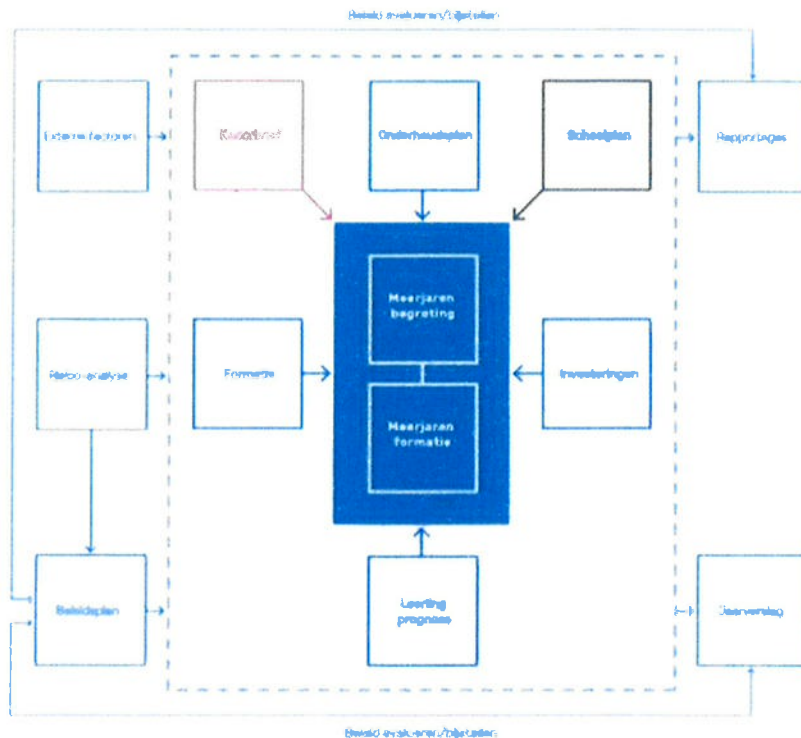 Beleid evalueren/bijstellen
Externe factoren
Kaderbrief
Onderhoudsplan
Schoolplan
Rapportages
Meerjaren
begroting
Risico-analyse
Formatie
Investeringen
Meerjaren
formatie
Beleidsplan
Leerling
prognose
Jaarverslag
Beleid evalueren/bijstellen